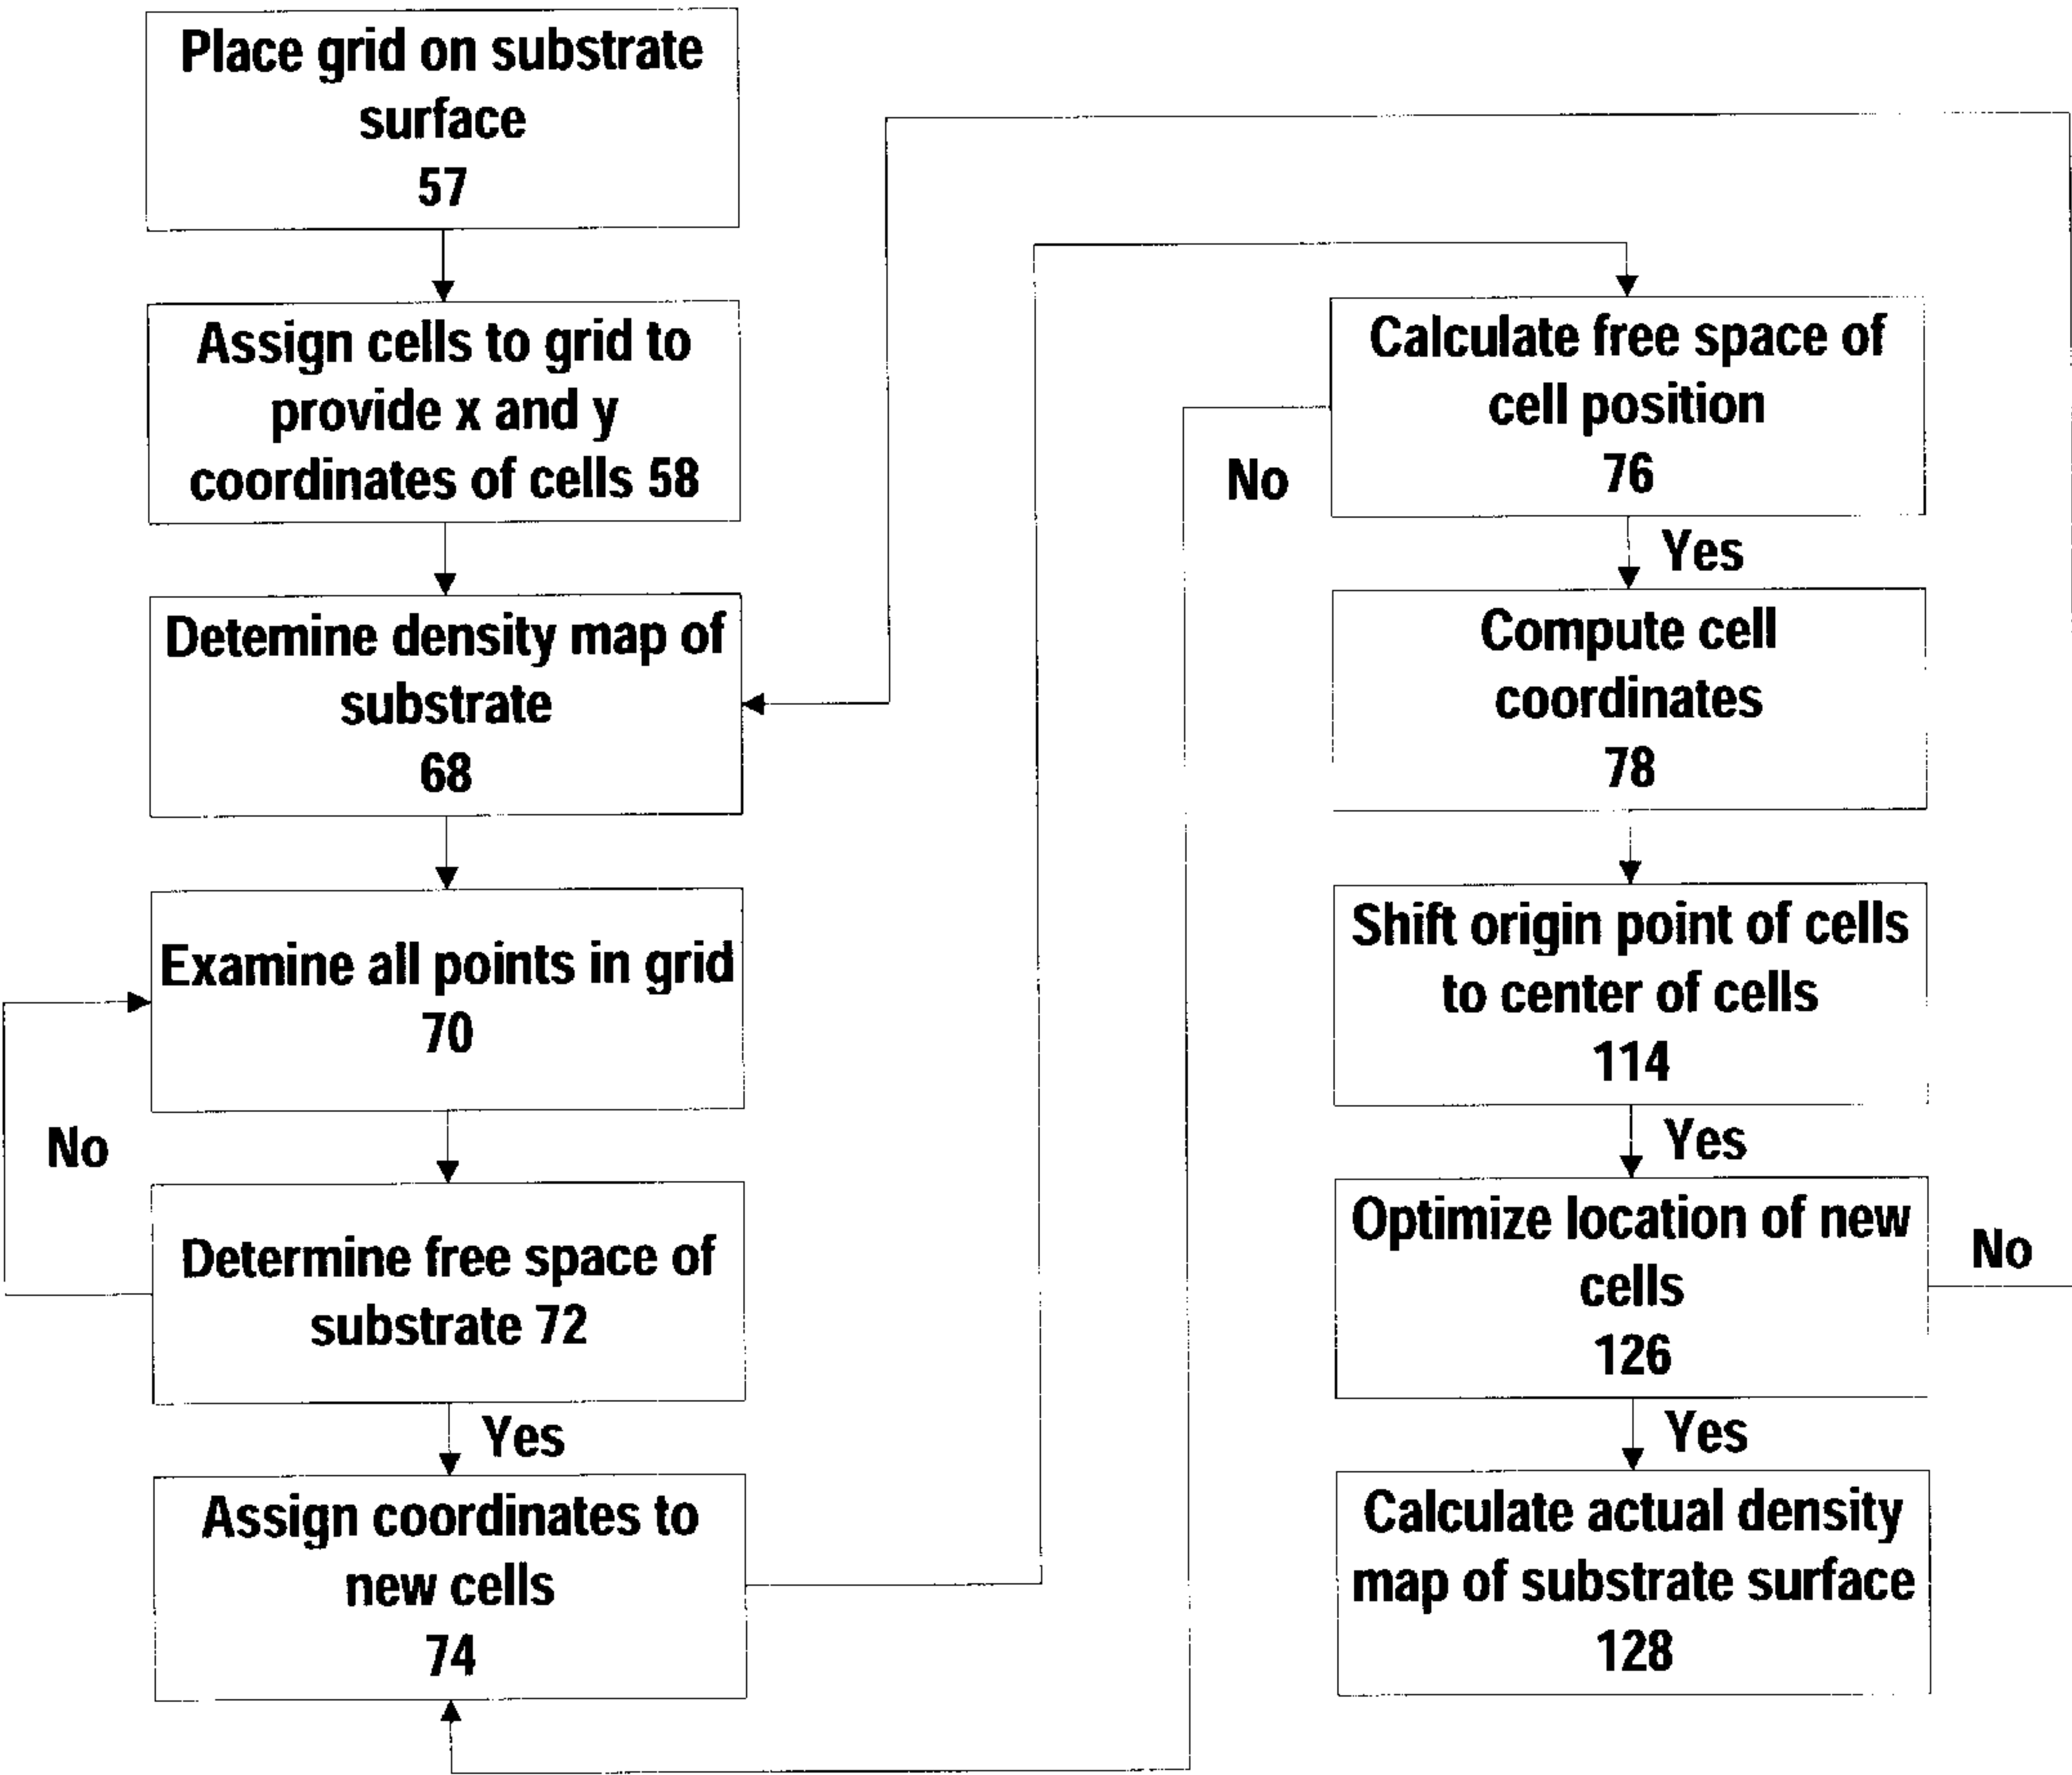 Place grid on substrate
surface
57
Assign cells to grid to
provide x and y
coordinates of cells 58
Detemine density map of
substrate
68
Examine all points in grid
70
No
Determine free space of
substrate 72
Yes
Assign coordinates to
new cells
74
Calculate free space of
cell position
76
No
Yes
Compute cell
coordinates
78
Shift origin point of cells
to center of cells
114
Yes
Optimize location of new
cells
126
No
Yes
Calculate actual density
map of substrate surface
128